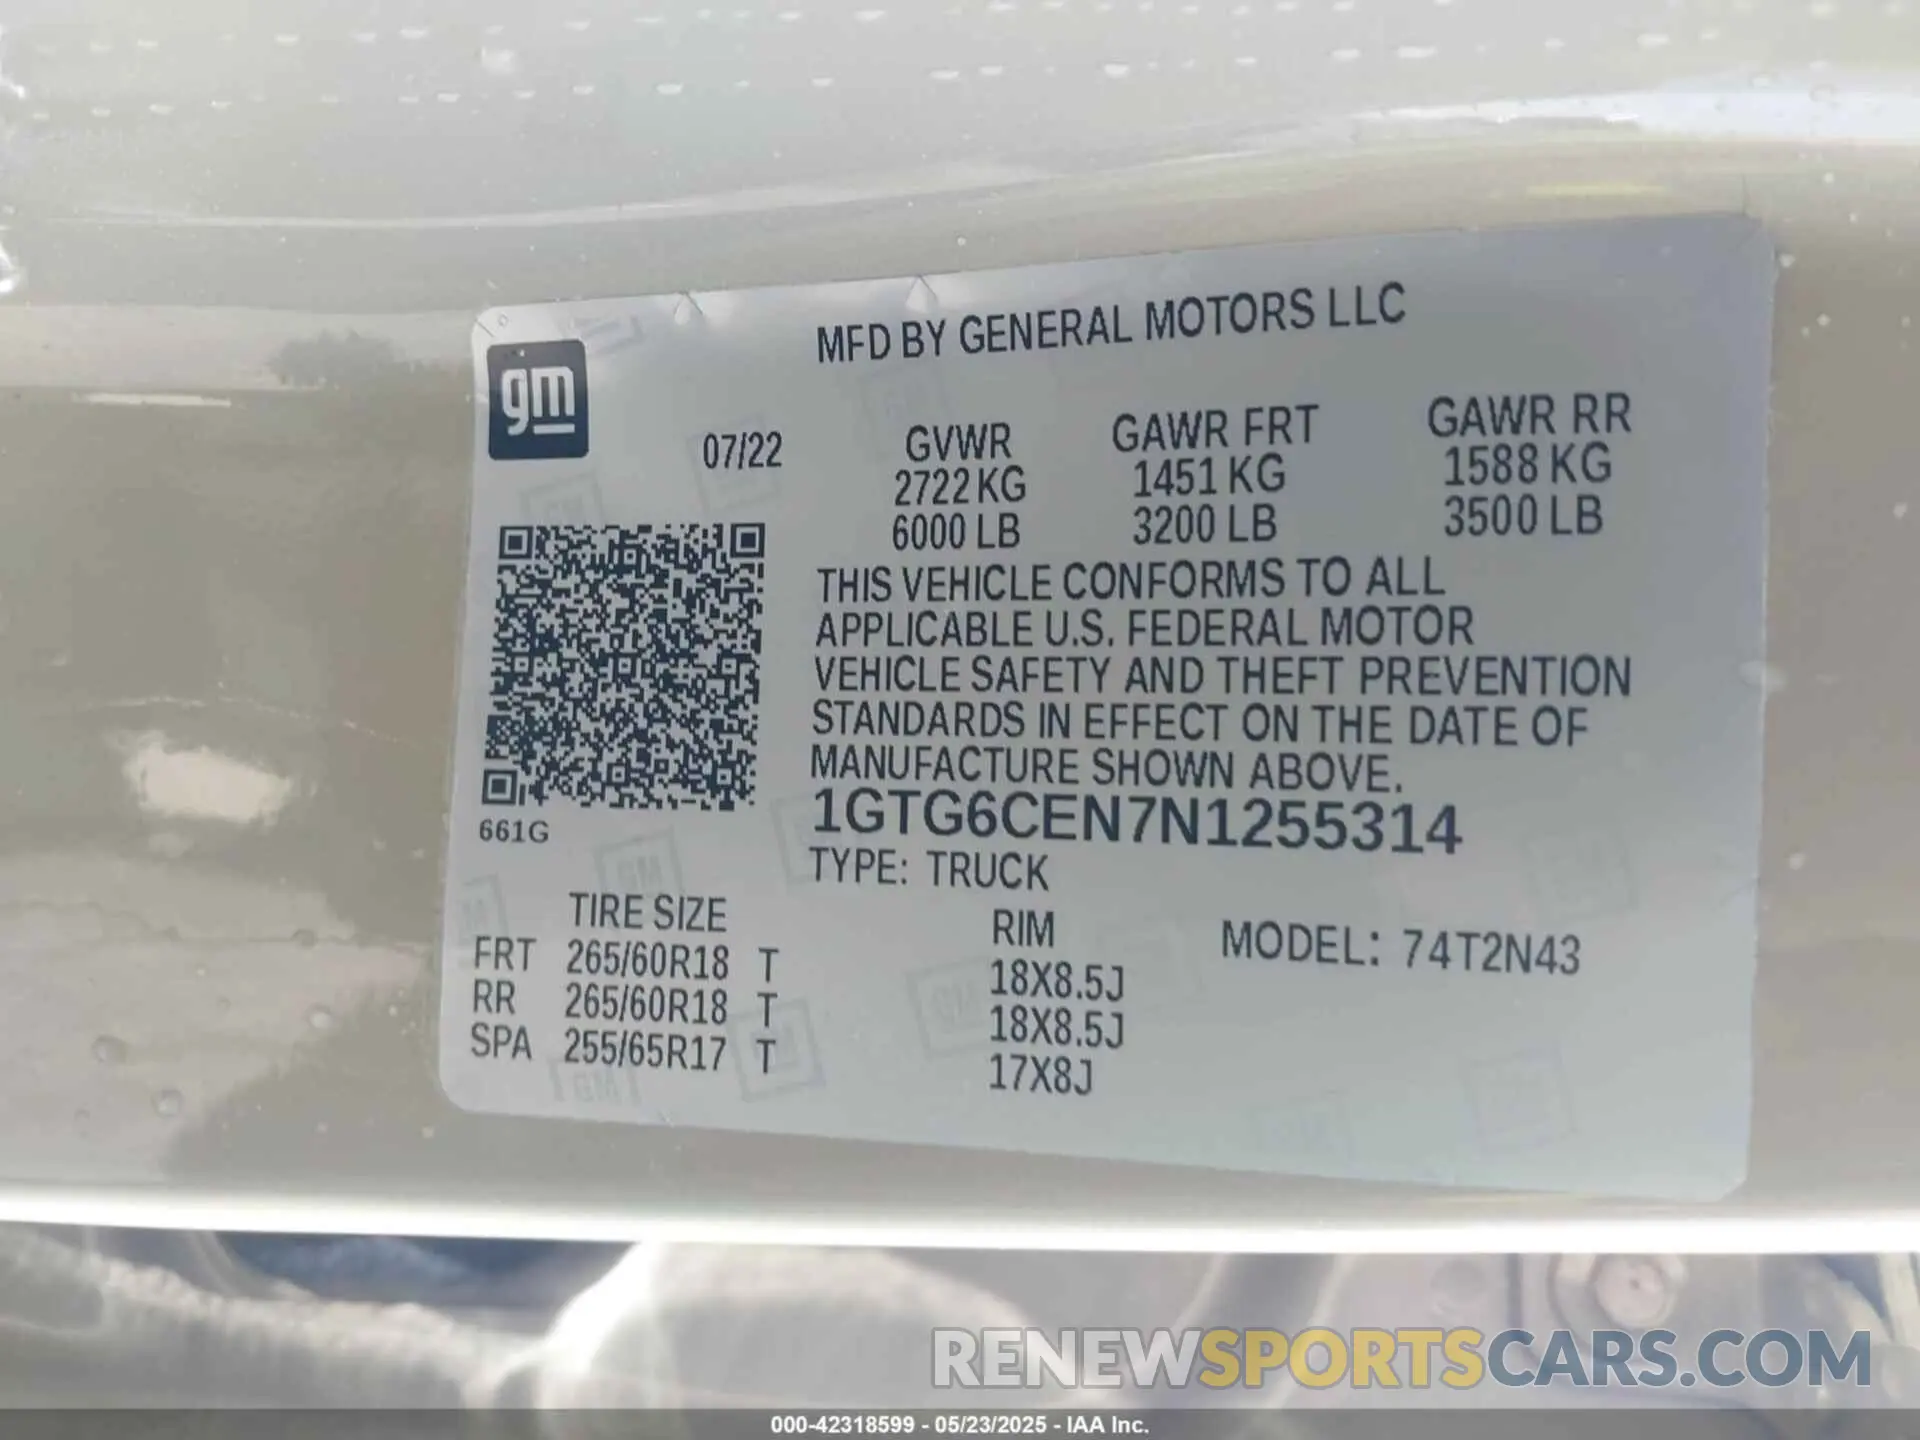 MFD BY GENERAL MOTORS LLC
gm
07/22
GVWR GAWR FRT GAWR RR
2722 KG 1451 KG 1588 KG
6000 LB 3200 LB 3500 LB
THIS VEHICLE CONFORMS TO ALL
APPLICABLE U.S. FEDERAL MOTOR
VEHICLE SAFETY AND THEFT PREVENTION
STANDARDS IN EFFECT ON THE DATE OF
MANUFACTURE SHOWN ABOVE.
1GTG6CEN7N1255314
661G
TYPE: TRUCK
TIRE SIZE RIM MODEL: 74T2N43
FRT 265/60R18 T 18X8.5J
RR 265/60R18 T 18X8.5J
SPA 255/65R17 T 17X8J
RENEWSPORTSCARS.COM
000-42318599 - 05/23/2025 - IAA Inc.